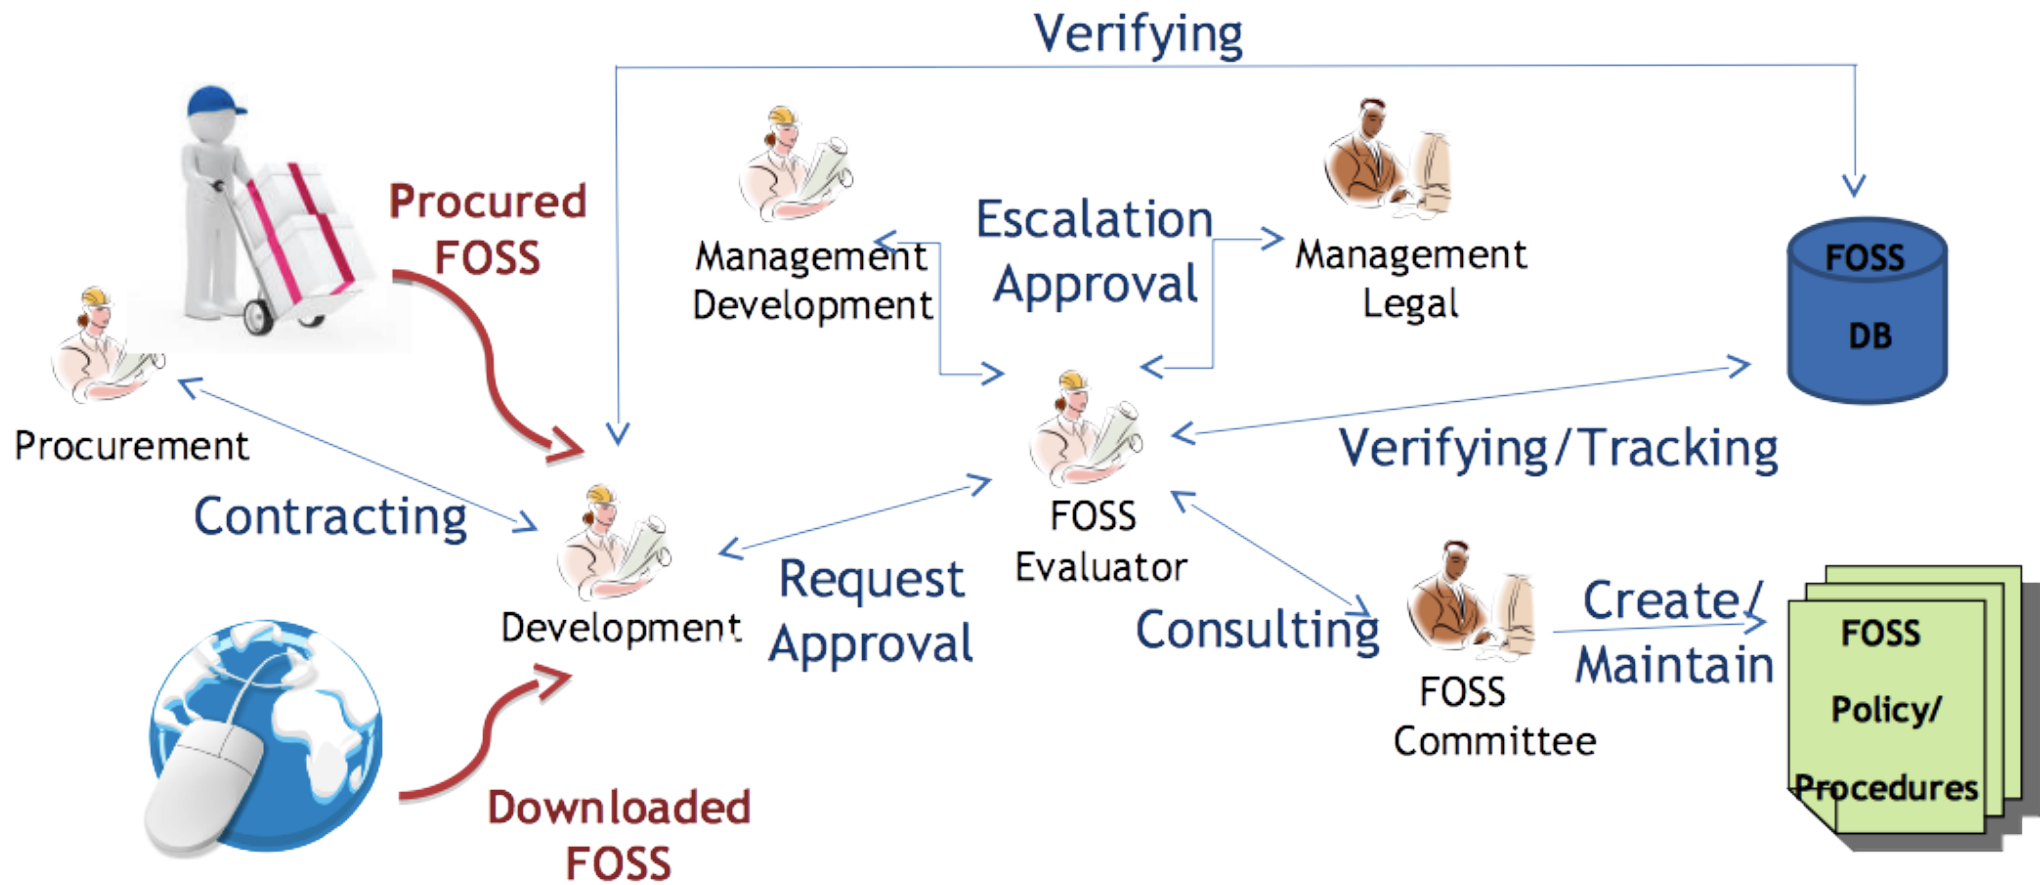 Verifying
Procured
FOSS
Management
Development
Escalation
Approval
Management
Legal
FOSS
DB
Procurement
Contracting
Development
Request
Approval
FOSS
Evaluator
Verifying/Tracking
Consulting
FOSS
Committee
Create/
Maintain
FOSS
Policy/
Procedures
Downloaded
FOSS